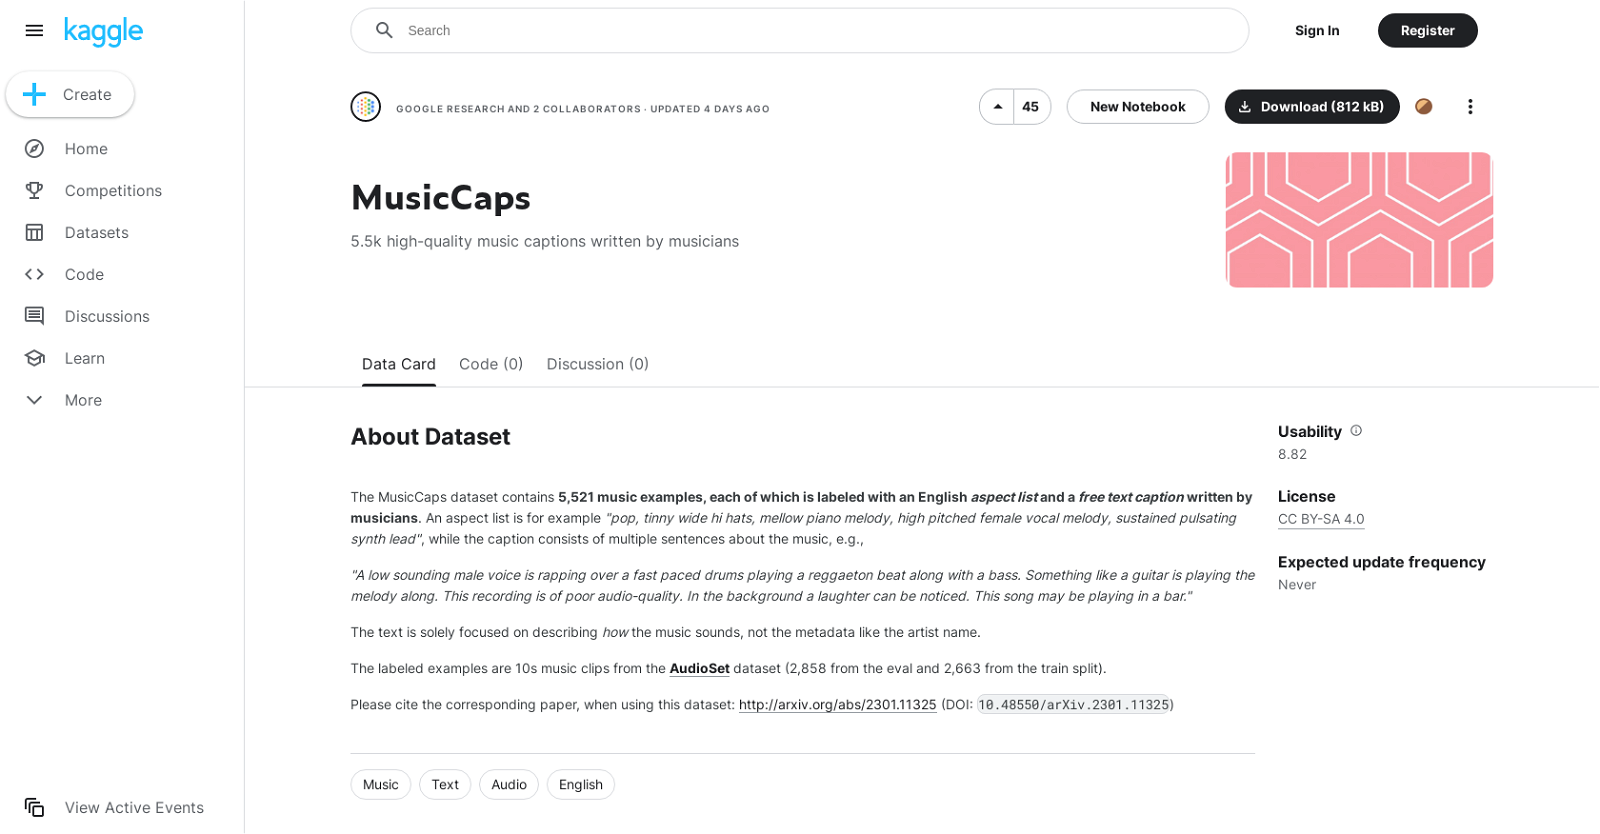 kaggle
Search
Sign In
Register
Create
Home
Competitions
Datasets
Code
Discussions
Learn
More
View Active Events
GOOGLE RESEARCH AND 2 COLLABORATORS · UPDATED 4 DAYS AGO
45
New Notebook
Download (812 kB)
MusicCaps
5.5k high-quality music captions written by musicians
Data Card
Code (0)
Discussion (0)
About Dataset
The MusicCaps dataset contains 5,521 music examples, each of which is labeled with an English aspect list and a free text caption written by
musicians. An aspect list is for example "pop, tinny wide hi hats, mellow piano melody, high pitched female vocal melody, sustained pulsating
synth lead", while the caption consists of multiple sentences about the music, e.g.,
"A low sounding male voice is rapping over a fast paced drums playing a reggaeton beat along with a bass. Something like a guitar is playing the
melody along. This recording is of poor audio-quality. In the background a laughter can be noticed. This song may be playing in a bar."
The text is solely focused on describing how the music sounds, not the metadata like the artist name.
The labeled examples are 10s music clips from the AudioSet dataset (2,858 from the eval and 2,663 from the train split).
Please cite the corresponding paper, when using this dataset: http://arxiv.org/abs/2301.11325 (DOI: 10.48550/arXiv.2301.11325)
Music
Text
Audio
English
Usability
8.82
License
CC BY-SA 4.0
Expected update frequency
Never